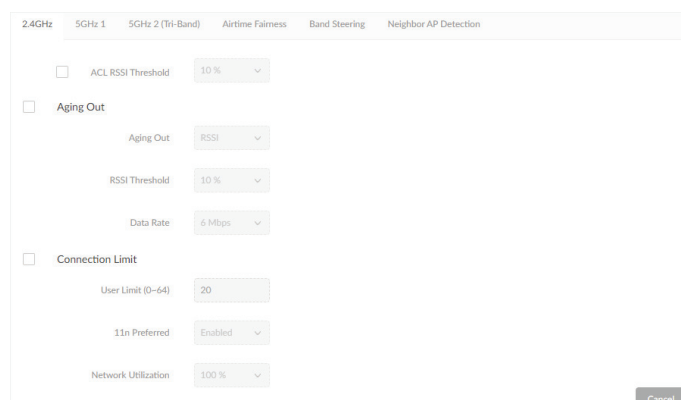 2.4GHz 5GHz 1 5GHz 2 (Tri-Band) Airtime Fairness Band Steering Neighbor AP Detection
ACL RSSI Threshold 10 %
Aging Out
Aging Out RSSI
RSSI Threshold 10 %
Data Rate 6 Mbps
Connection Limit
User Limit (0~64) 20
11n Preferred Enabled
Network Utilization 100 %
Cancel